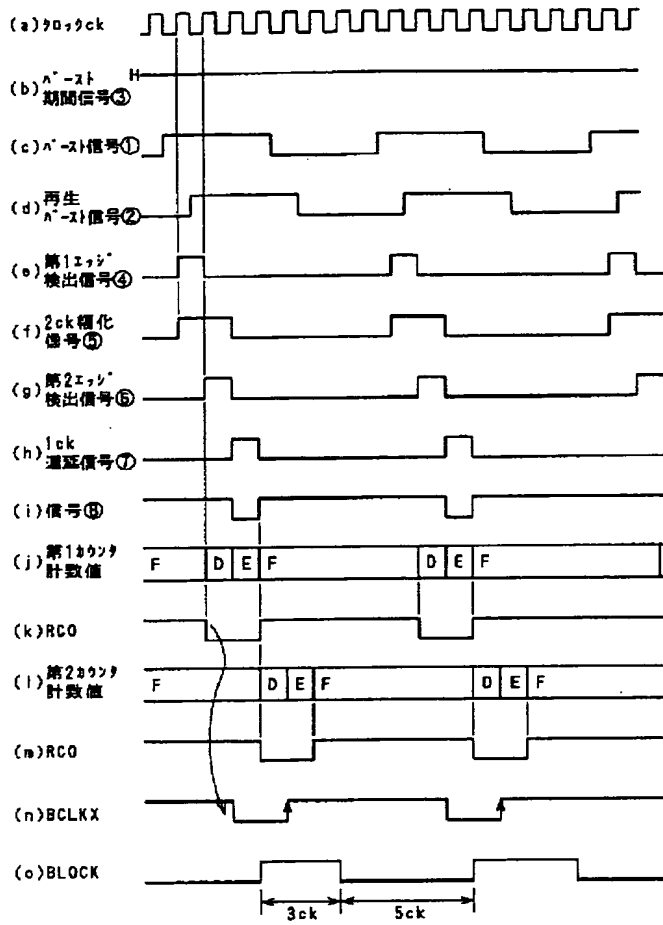 (a)クロックck
(b)バースト
期間信号③
H
(c)バースト信号①
(d)再生
バースト信号②
(e)第1エッジ
検出信号④
(f)2ck幅化
信号⑤
(g)第2エッジ
検出信号⑥
(h)1ck
遅延信号⑦
(i)信号⑧
(j)第1カウンタ
計数値
F D E F D E F
(k)RCO
(l)第2カウンタ
計数値
F D E F D E F
(m)RCO
(n)BCLKX
(o)BLOCK
3ck 5ck